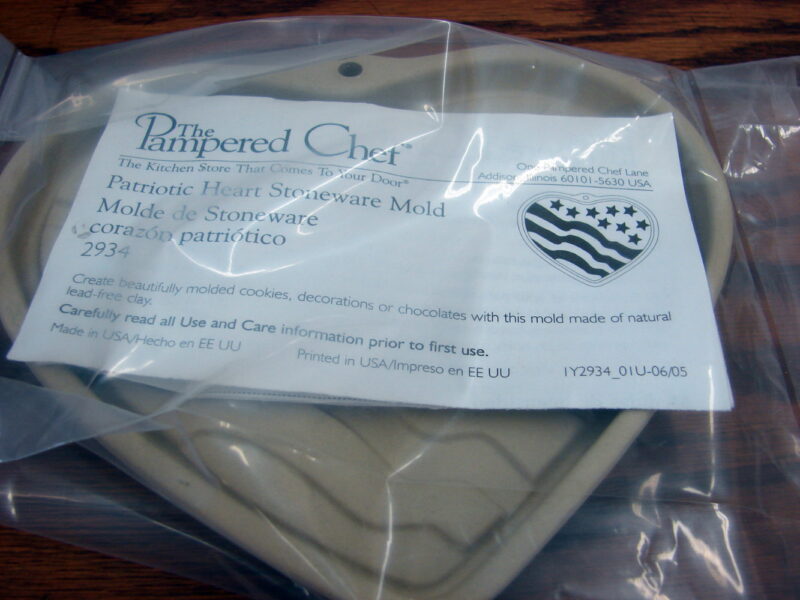 The
Pampered Chef®
The Kitchen Store That Comes To Your Door®
One Pampered Chef Lane
Addison, Illinois 60101-5630 USA
Patriotic Heart Stoneware Mold
Molde de Stoneware
corazón patriótico
2934
Create beautifully molded cookies, decorations or chocolates with this mold made of natural
lead-free clay.
Carefully read all Use and Care information prior to first use.
Made in USA/Hecho en EE UU
Printed in USA/Impreso en EE UU
IY2934_01U-06/05